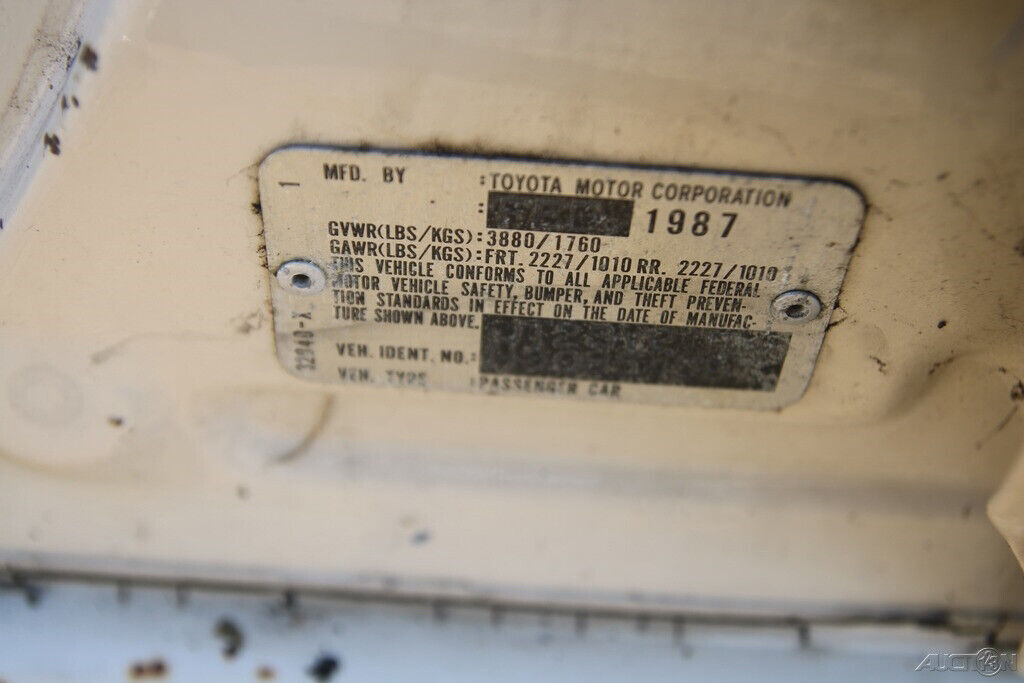 1
MFD. BY :TOYOTA MOTOR CORPORATION
: 1987
GVWR(LBS/KGS):3880/1760
GAWR(LBS/KGS):FRT. 2227/1010 RR. 2227/1010
THIS VEHICLE CONFORMS TO ALL APPLICABLE FEDERAL
MOTOR VEHICLE SAFETY, BUMPER, AND THEFT PREVEN-
TION STANDARDS IN EFFECT ON THE DATE OF MANUFAC-
TURE SHOWN ABOVE.
VEH. IDENT. NO.:
VEH. TYPE :PASSENGER CAR
32940-X
AUCTION